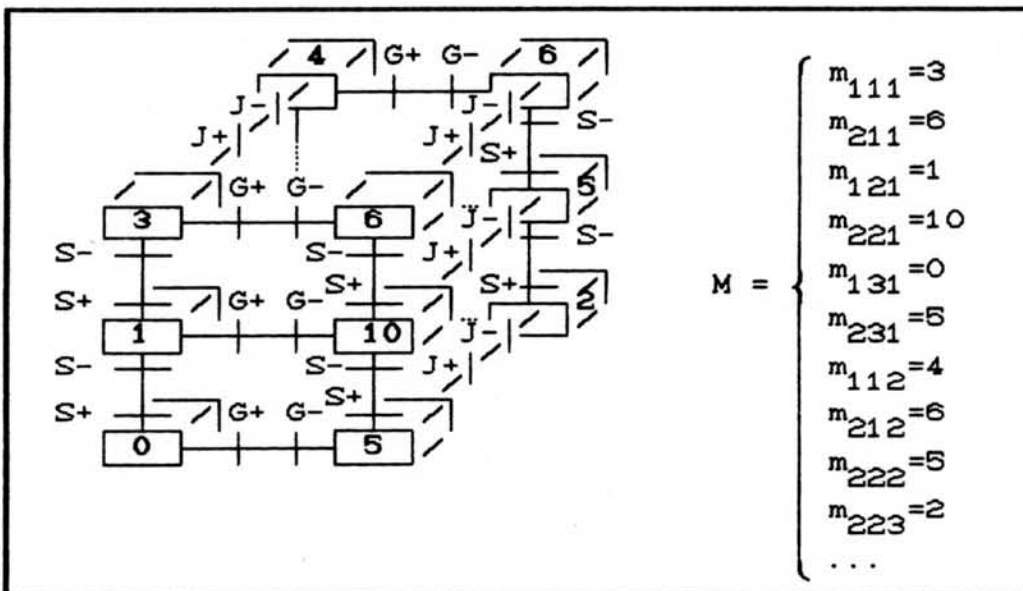 4 G+ G- 6
J- J- S-
J+ J+ S+
G+ G- 5
3 6 J- S-
S- S- J+
S+ G+ G- S+ S+ 2
1 10 J-
S- S- J+
S+ G+ G- S+
0 5
M =
m111=3
m211=6
m121=1
m221=10
m131=0
m231=5
m112=4
m212=6
m222=5
m223=2
...